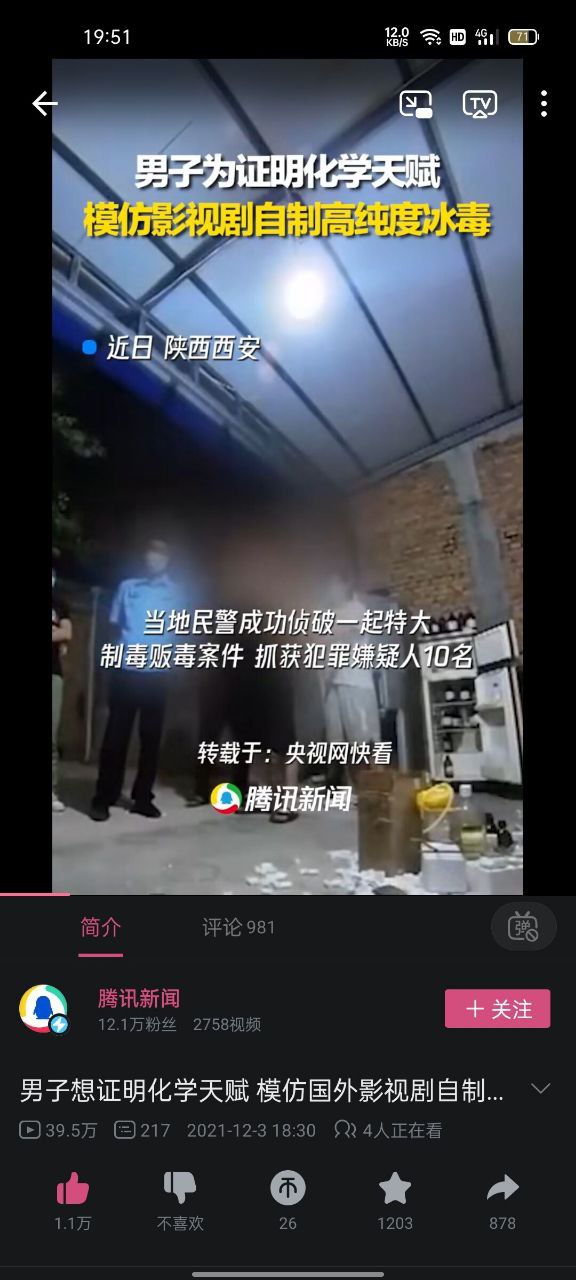 19:51
12.0
KB/S
HD
4G
71
TV
男子为证明化学天赋
模仿影视剧自制高纯度冰毒
近日 陕西西安
当地民警成功侦破一起特大
制毒贩毒案件 抓获犯罪嫌疑人10名
转载于：央视网快看
腾讯新闻
简介
评论 981
弹
腾讯新闻
12.1万粉丝 2758视频
+ 关注
男子想证明化学天赋 模仿国外影视剧自制...
39.5万 217 2021-12-3 18:30 4人正在看
1.1万 不喜欢 26 1203 878